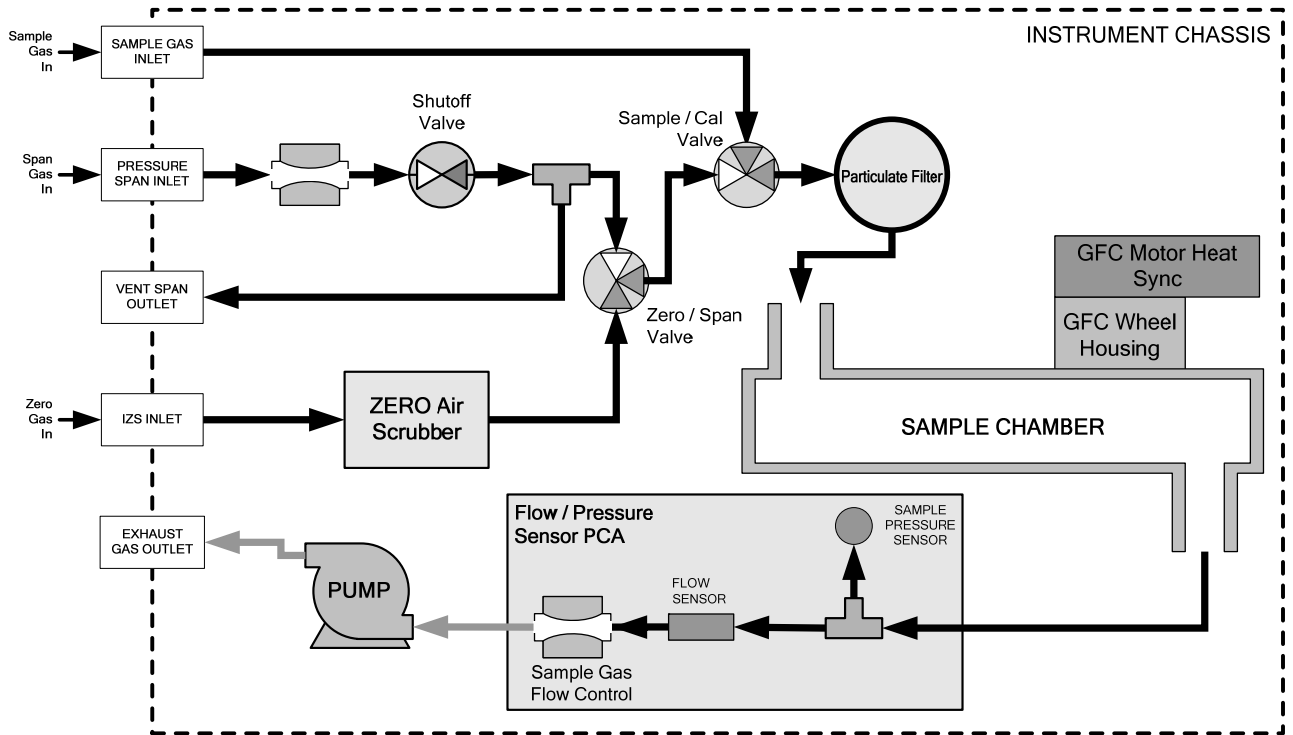 INSTRUMENT CHASSIS
Sample
Gas
In
SAMPLE GAS
INLET
Shutoff
Valve
Sample / Cal
Valve
Span
Gas
In
PRESSURE
SPAN INLET
Particulate Filter
VENT SPAN
OUTLET
Zero / Span
Valve
GFC Motor Heat
Sync
GFC Wheel
Housing
Zero
Gas
In
IZS INLET
ZERO Air
Scrubber
SAMPLE CHAMBER
EXHAUST
GAS OUTLET
PUMP
Flow / Pressure
Sensor PCA
SAMPLE
PRESSURE
SENSOR
FLOW
SENSOR
Sample Gas
Flow Control